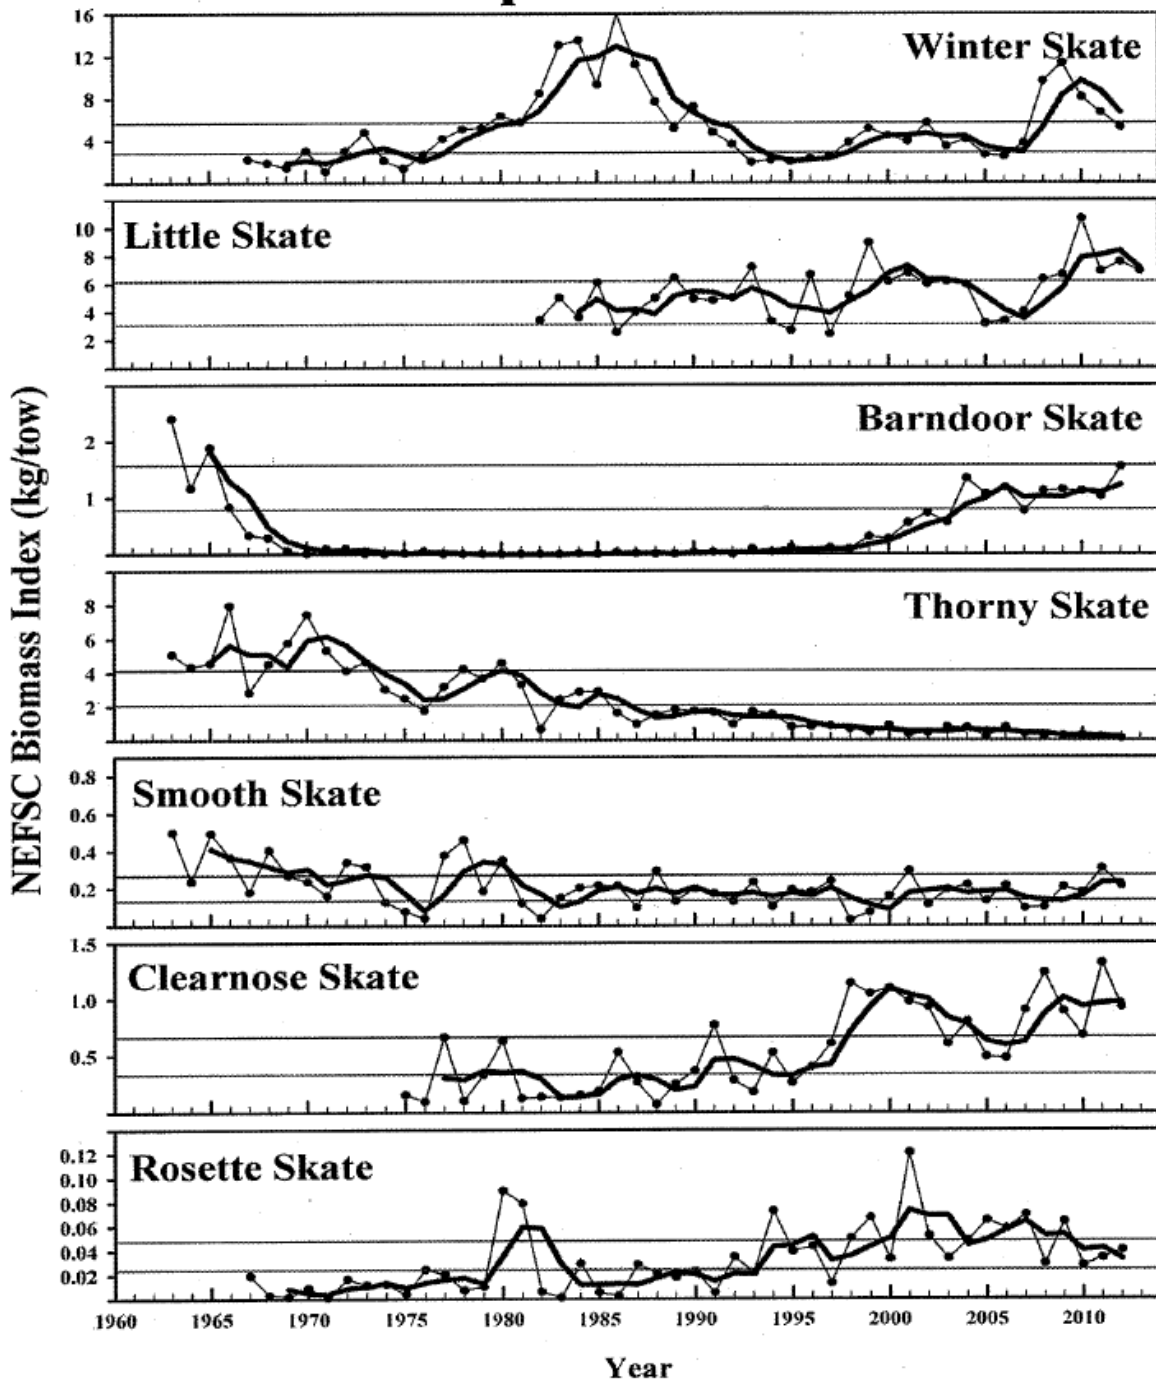 16
Winter Skate
12
8
4
Little Skate
10
8
6
4
2
Barndoor Skate
2
1
Thorny Skate
8
6
4
2
Smooth Skate
0.8
0.6
0.4
0.2
Clearnose Skate
1.5
1.0
0.5
Rosette Skate
0.12
0.10
0.08
0.06
0.04
0.02
1960 1965 1970 1975 1980 1985 1990 1995 2000 2005 2010
Year
NEFSC Biomass Index (kg/tow)